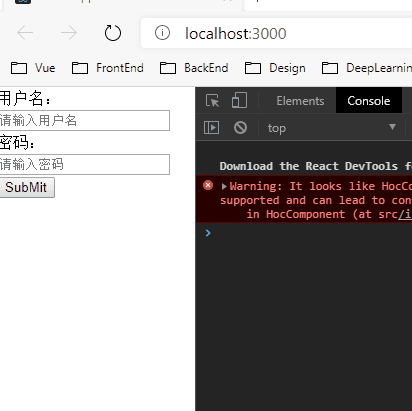 localhost:3000
Vue FrontEnd BackEnd Design DeepLearnin
用户名：
请输入用户名
密码：
请输入密码
SubMit
Elements Console
top
Download the React DevTools f
Warning: It looks like HocCo
supported and can lead to con
in HocComponent (at src/i